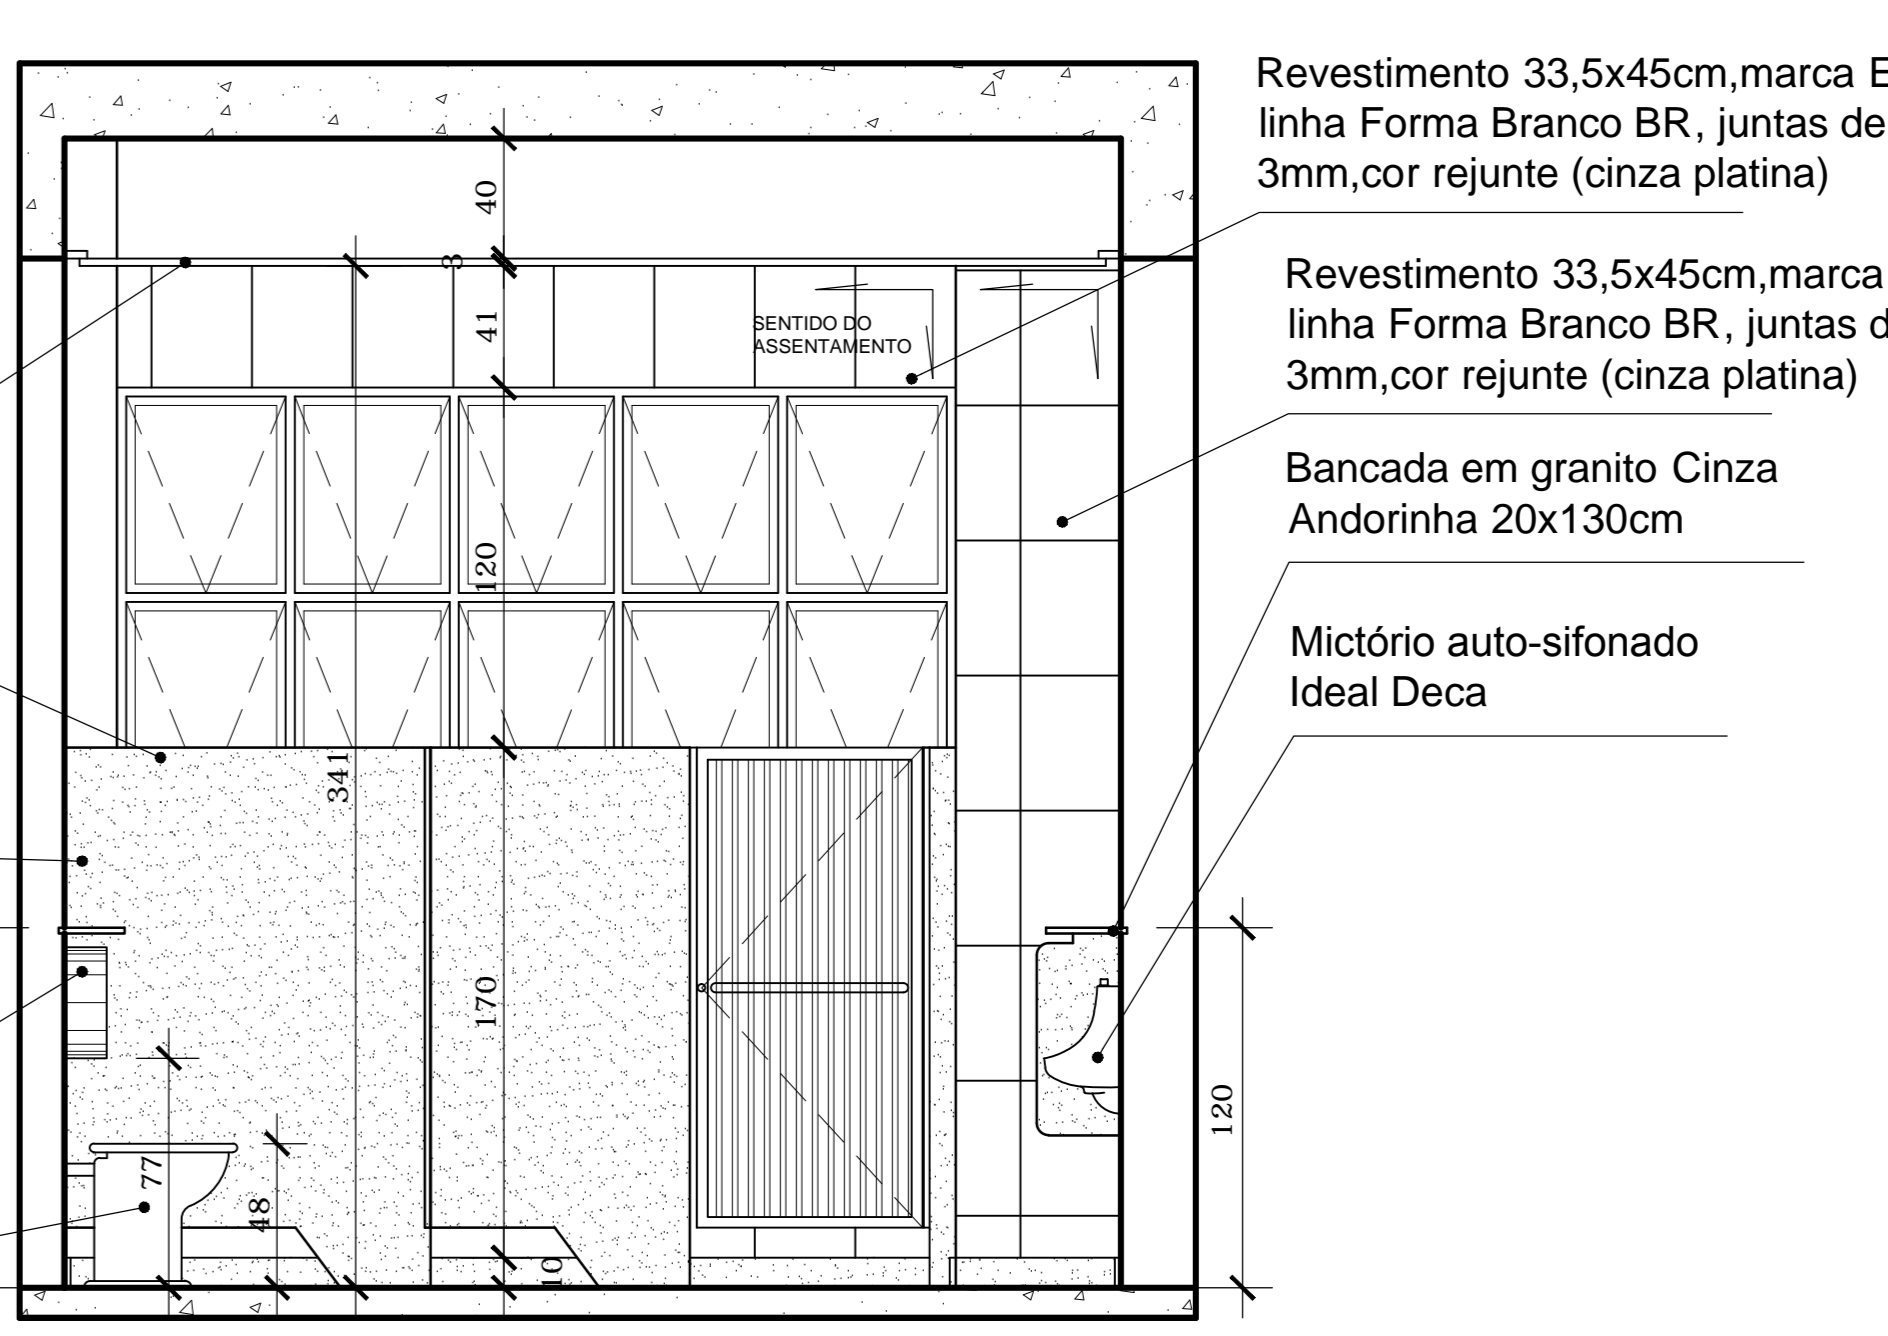 Revestimento 33,5x45cm,marca E
linha Forma Branco BR, juntas de
3mm,cor rejunte (cinza platina)
Revestimento 33,5x45cm,marca
linha Forma Branco BR, juntas d
3mm,cor rejunte (cinza platina)
Bancada em granito Cinza
Andorinha 20x130cm
Mictório auto-sifonado
Ideal Deca
40
3
41
SENTIDO DO
ASSENTAMENTO
120
341
170
77
48
10
120